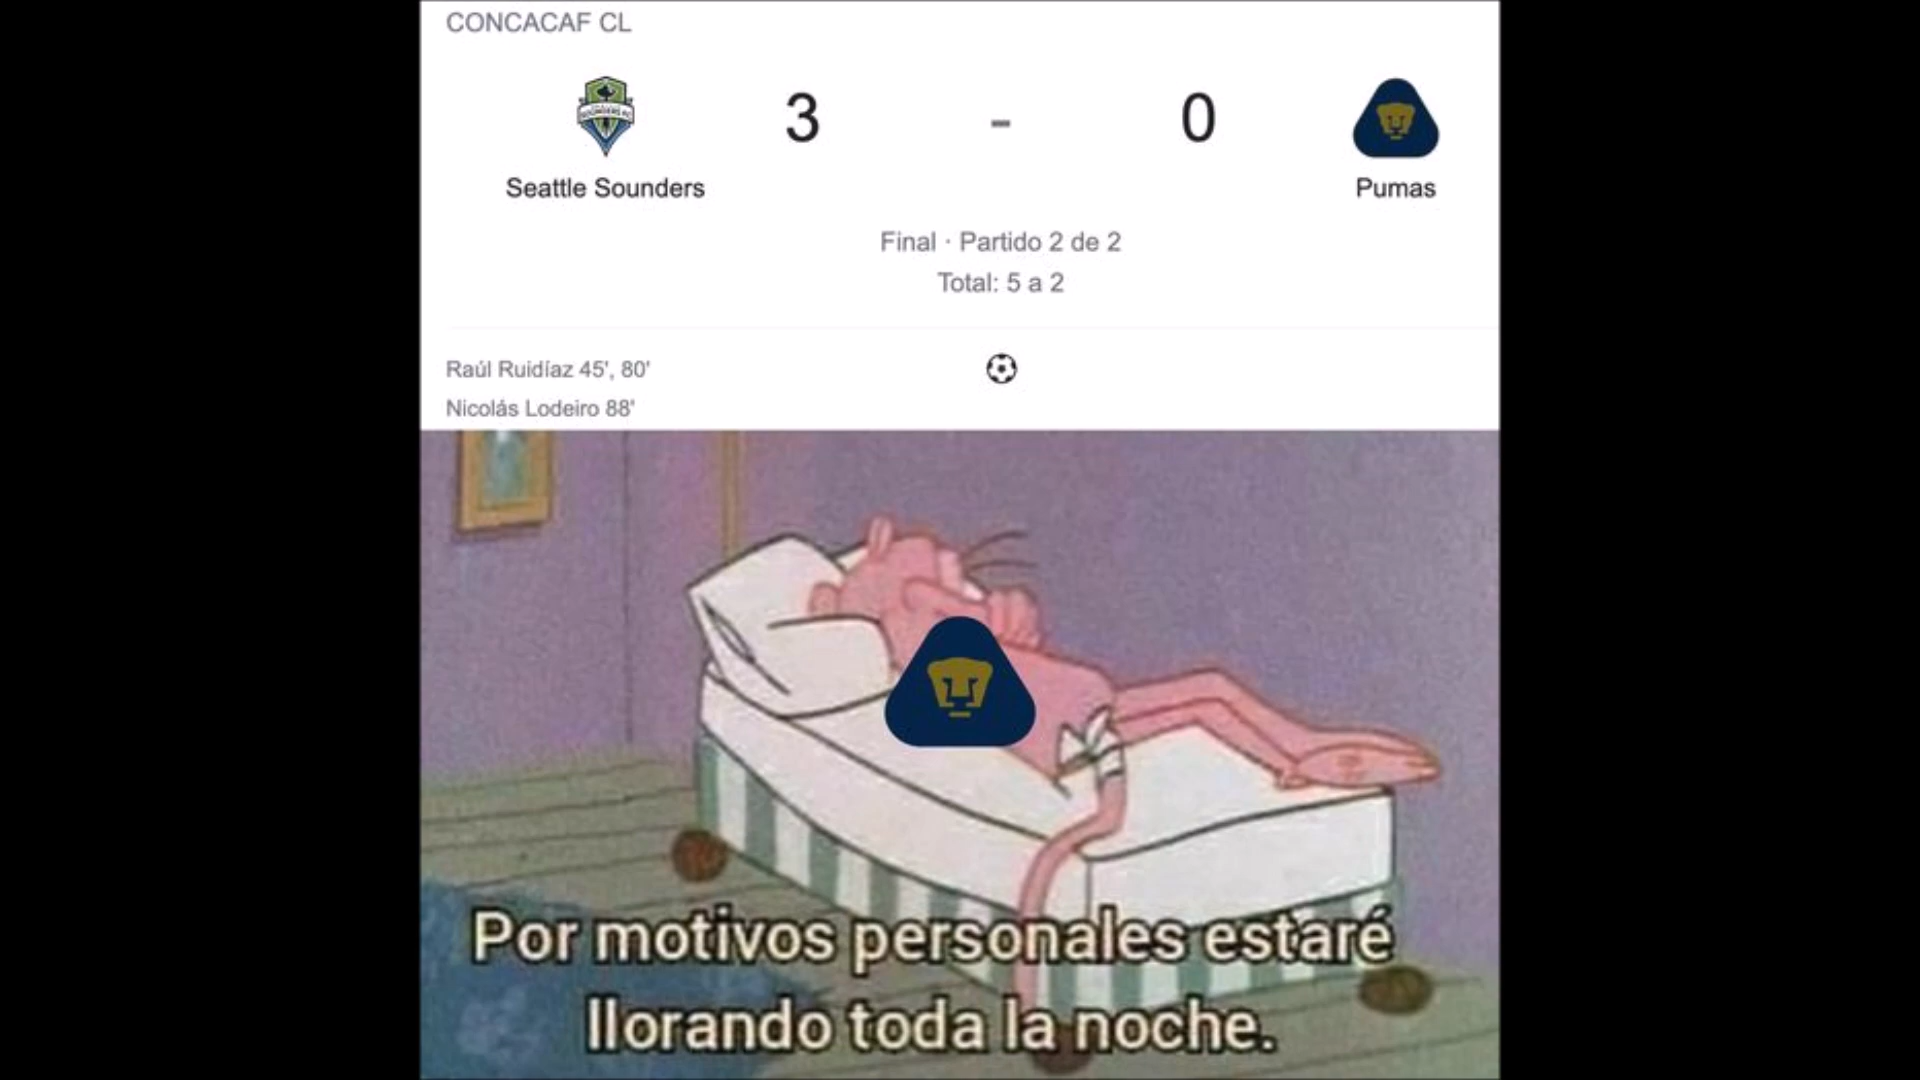 CONCACAF CL
3 - 0
Seattle Sounders Pumas
Final · Partido 2 de 2
Total: 5 a 2
Raúl Ruidíaz 45', 80'
Nicolás Lodeiro 88'
Por motivos personales estaré
llorando toda la noche.